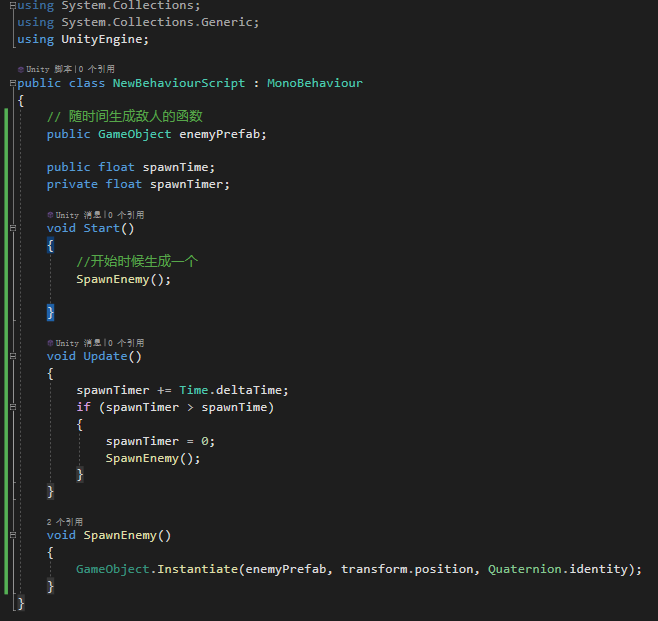 using System.Collections;
using System.Collections.Generic;
using UnityEngine;
Unity 脚本|0 个引用
public class NewBehaviourScript : MonoBehaviour
{
// 随时间生成敌人的函数
public GameObject enemyPrefab;
public float spawnTime;
private float spawnTimer;
Unity 消息|0 个引用
void Start()
{
//开始时候生成一个
SpawnEnemy();
}
Unity 消息|0 个引用
void Update()
{
spawnTimer += Time.deltaTime;
if (spawnTimer > spawnTime)
{
spawnTimer = 0;
SpawnEnemy();
}
}
2 个引用
void SpawnEnemy()
{
GameObject.Instantiate(enemyPrefab, transform.position, Quaternion.identity);
}
}